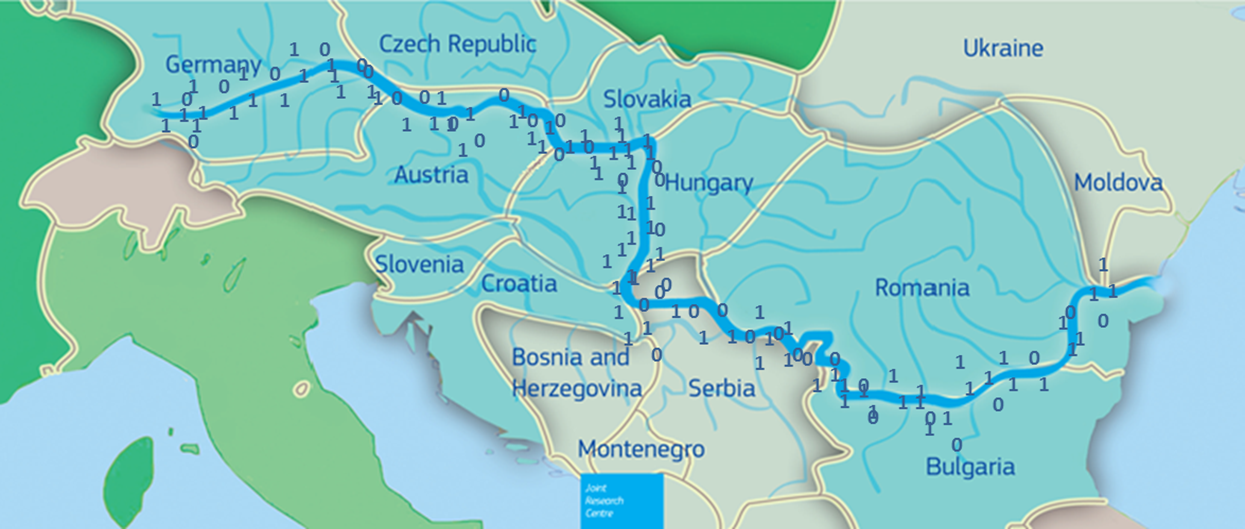 Czech Republic
Ukraine
Germany
Slovakia
Austria
Hungary
Moldova
Slovenia
Croatia
Romania
Bosnia and
Herzegovina
Serbia
Montenegro
Bulgaria
Joint
Research
Centre